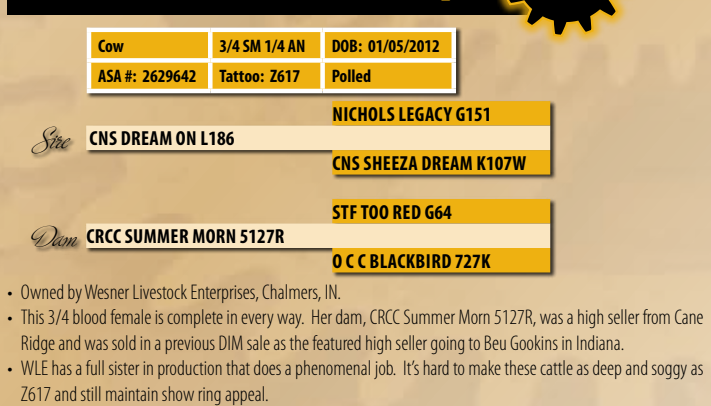 Cow 3/4 SM 1/4 AN DOB: 01/05/2012
ASA #: 2629642 Tattoo: Z617 Polled
NICHOLS LEGACY G151
Sire CNS DREAM ON L186
CNS SHEEZA DREAM K107W
STF TOO RED G64
Dam CRCC SUMMER MORN 5127R
O C C BLACKBIRD 727K
• Owned by Wesner Livestock Enterprises, Chalmers, IN.
• This 3/4 blood female is complete in every way. Her dam, CRCC Summer Morn 5127R, was a high seller from Cane
Ridge and was sold in a previous DIM sale as the featured high seller going to Beu Gookins in Indiana.
• WLE has a full sister in production that does a phenomenal job. It's hard to make these cattle as deep and soggy as
Z617 and still maintain show ring appeal.